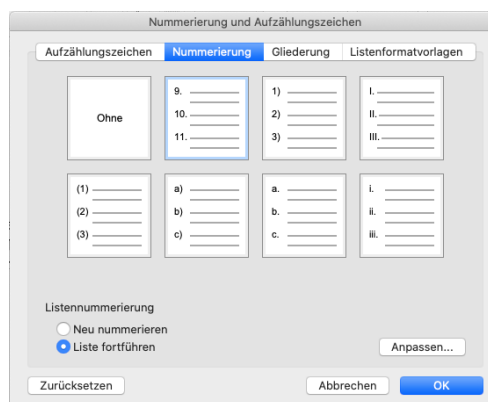 Nummerierung und Aufzählungszeichen
Aufzählungszeichen Nummerierung Gliederung Listenformatvorlagen
Ohne
9.
10.
11.
1)
2)
3)
I.
II.
III.
(1)
(2)
(3)
a)
b)
c)
a.
b.
c.
i.
ii.
iii.
Listennummerierung
Neu nummerieren
Liste fortführen
Anpassen...
Zurücksetzen Abbrechen OK